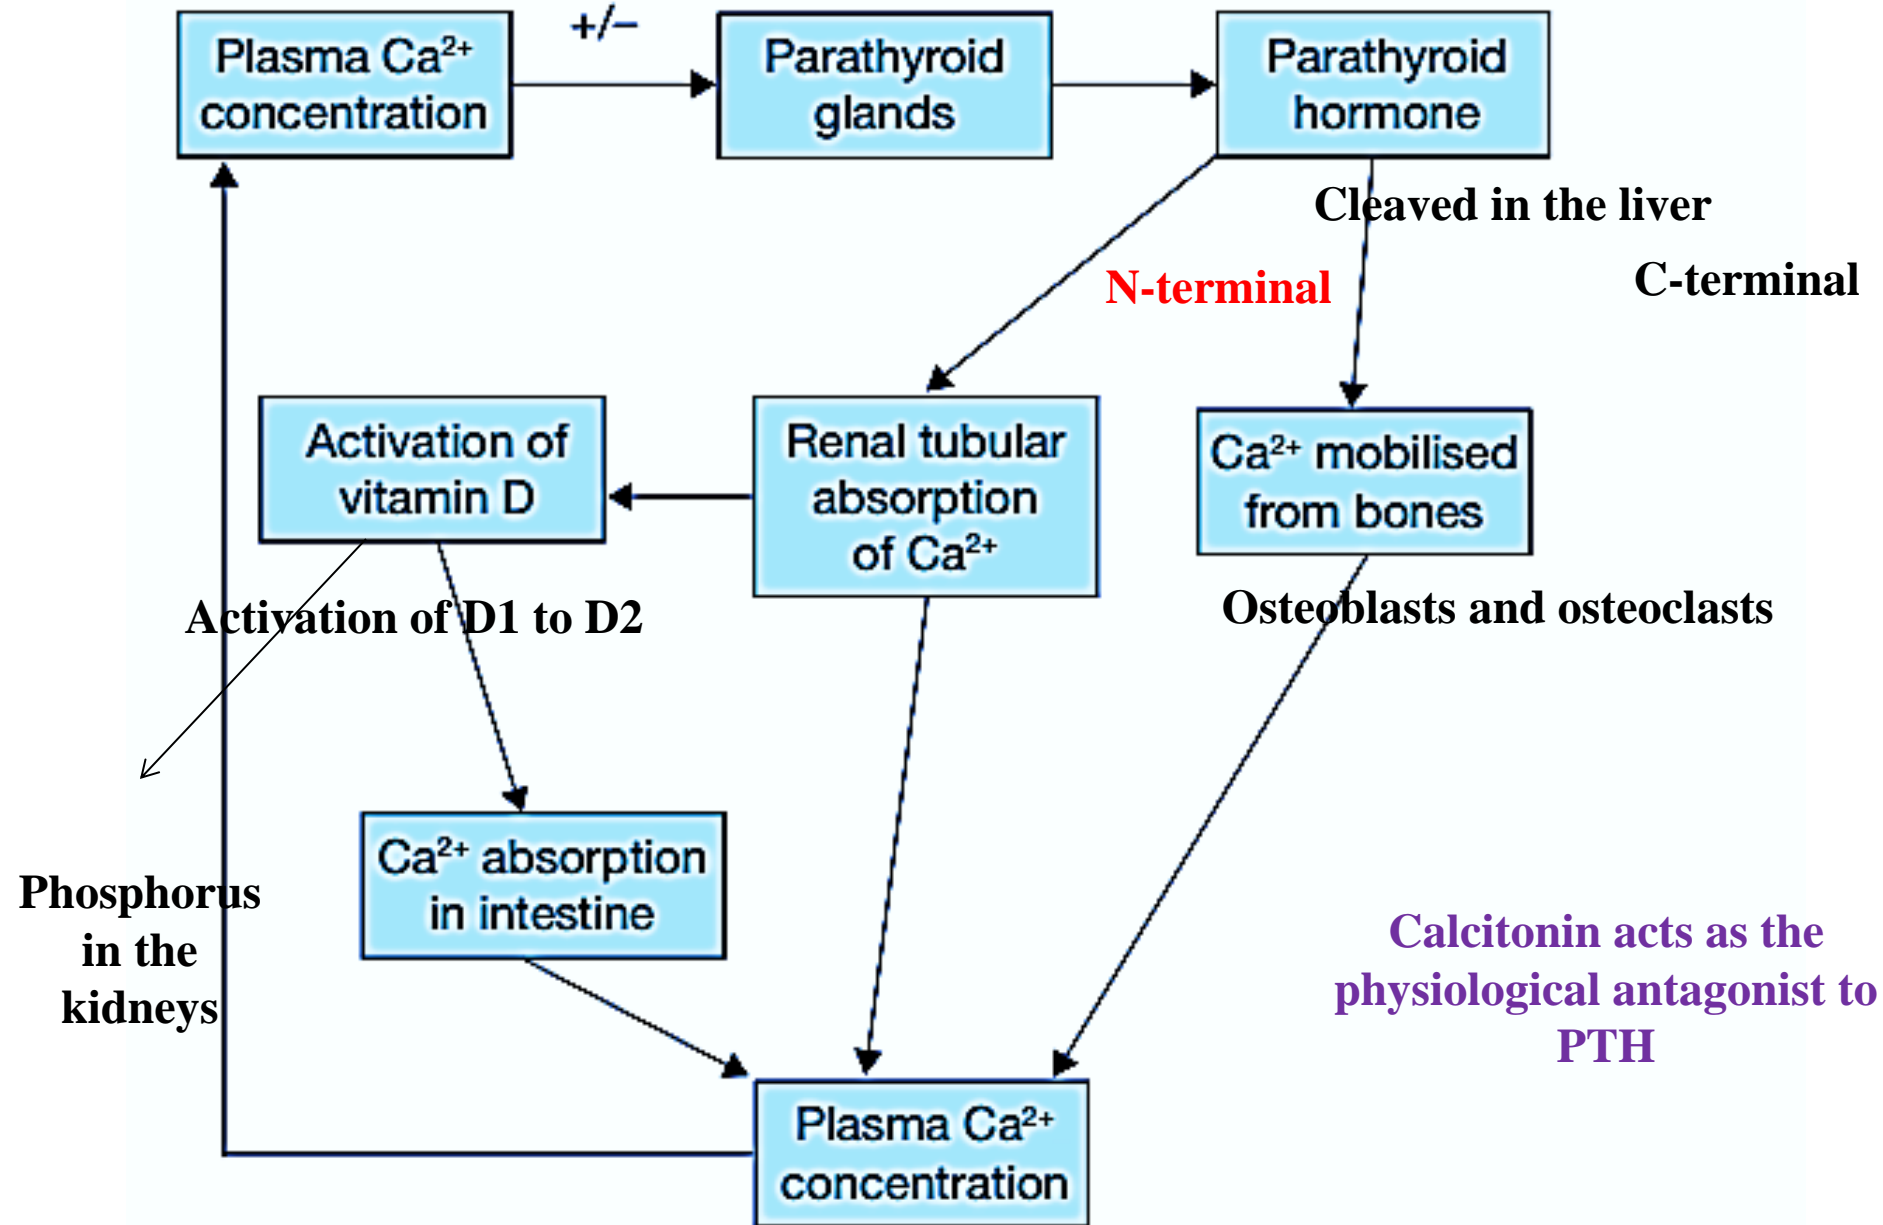 +/−
Plasma Ca²⁺
concentration
Parathyroid
glands
Parathyroid
hormone
Cleaved in the liver
N-terminal
C-terminal
Activation of
vitamin D
Renal tubular
absorption
of Ca²⁺
Ca²⁺ mobilised
from bones
Activation of D1 to D2
Osteoblasts and osteoclasts
Ca²⁺ absorption
in intestine
Phosphorus
in the
kidneys
Calcitonin acts as the
physiological antagonist to
PTH
Plasma Ca²⁺
concentration